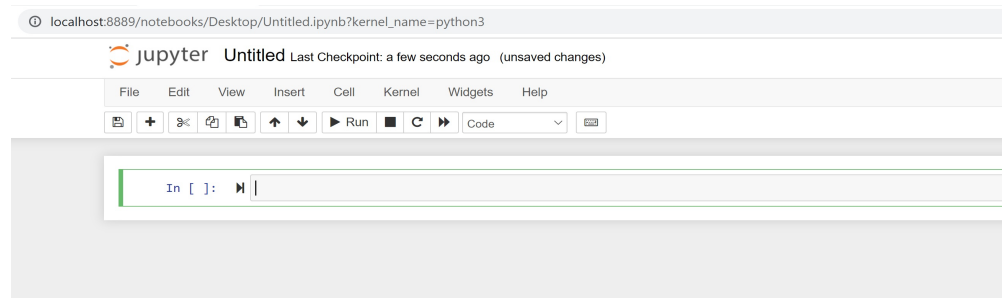 localhost:8889/notebooks/Desktop/Untitled.ipynb?kernel_name=python3
jupyter Untitled Last Checkpoint: a few seconds ago (unsaved changes)
File Edit View Insert Cell Kernel Widgets Help
Run Code
In [ ]: